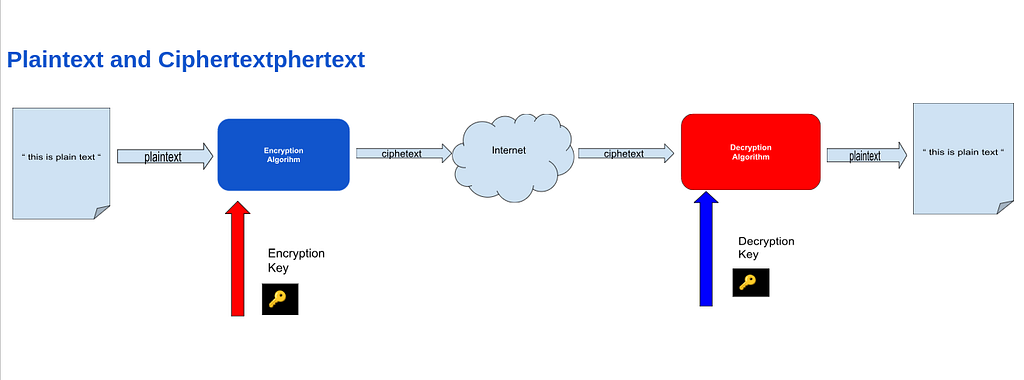 Plaintext and Ciphertextphertext
“ this is plain text “
plaintext
Encryption
Algorihm
ciphetext
Internet
ciphetext
Decryption
Algorithm
plaintext
“ this is plain text “
Encryption
Key
Decryption
Key